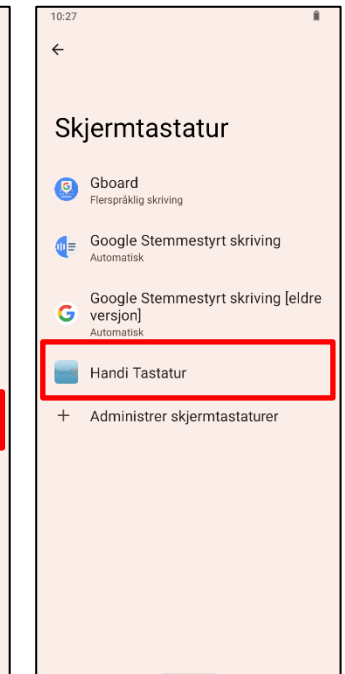 10:27
Skjermtastatur
Gboard
Flerspråklig skriving
Google Stemmestyrt skriving
Automatisk
Google Stemmestyrt skriving [eldre
versjon]
Automatisk
Handi Tastatur
Administrer skjermtastaturer